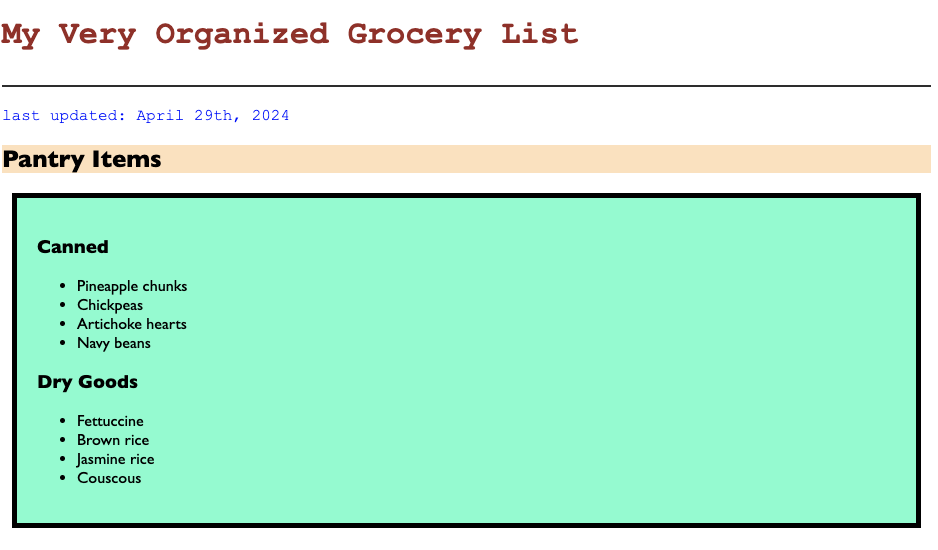 My Very Organized Grocery List
last updated: April 29th, 2024
Pantry Items
Canned
Pineapple chunks
Chickpeas
Artichoke hearts
Navy beans
Dry Goods
Fettuccine
Brown rice
Jasmine rice
Couscous